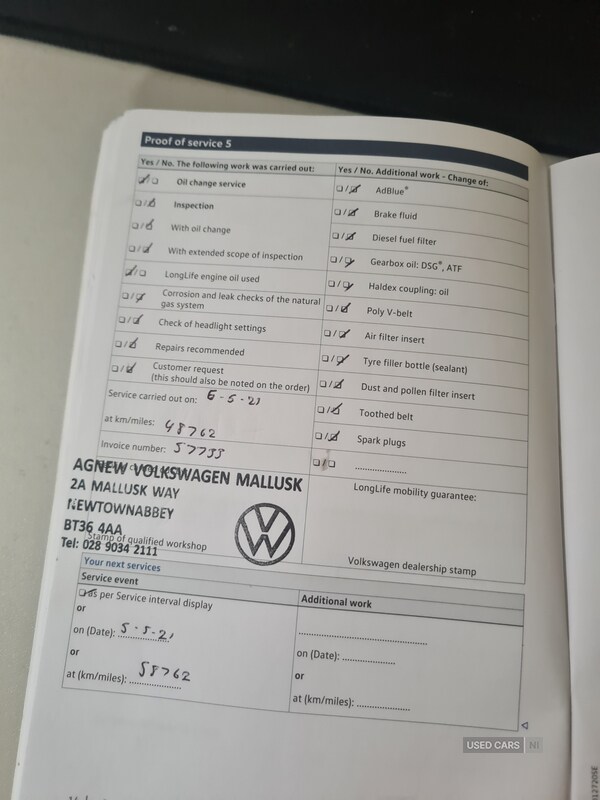 Proof of service 5
Yes / No. The following work was carried out:
Oil change service
Inspection
With oil change
With extended scope of inspection
LongLife engine oil used
Corrosion and leak checks of the natural
gas system
Check of headlight settings
Repairs recommended
Customer request
(this should also be noted on the order)
Service carried out on: 6-5-21
at km/miles: 48762
Invoice number: 57755
AGNEW VOLKSWAGEN MALLUSK
2A MALLUSK WAY
NEWTOWNABBEY
BT36 4AA
Stamp of qualified workshop
Tel: 028 9034 2111
Yes / No. Additional work – Change of:
AdBlue®
Brake fluid
Diesel fuel filter
Gearbox oil: DSG®, ATF
Haldex coupling: oil
Poly V-belt
Air filter insert
Tyre filler bottle (sealant)
Dust and pollen filter insert
Toothed belt
Spark plugs
LongLife mobility guarantee:
Volkswagen dealership stamp
Your next services
Service event
as per Service interval display
or
on (Date): 5-5-21
or
at (km/miles): 58762
Additional work
on (Date):
or
at (km/miles):
USED CARS NI